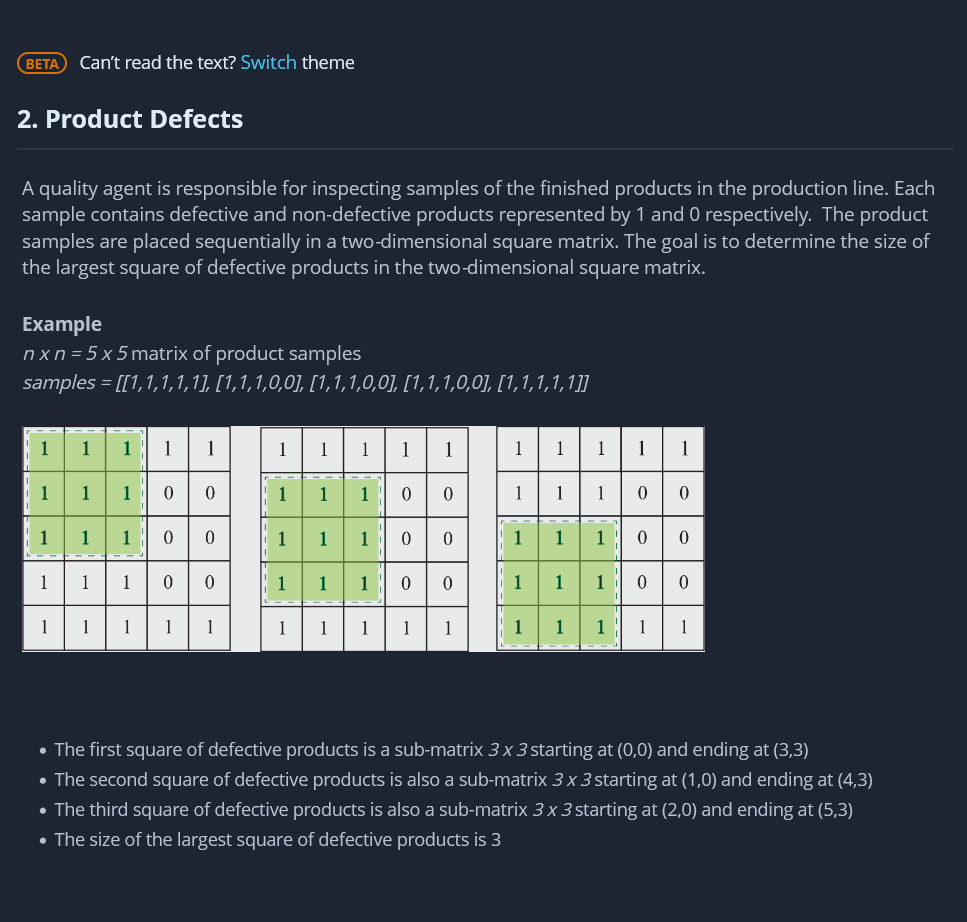 BETA Can’t read the text? Switch theme
2. Product Defects
A quality agent is responsible for inspecting samples of the finished products in the production line. Each
sample contains defective and non-defective products represented by 1 and 0 respectively.  The product
samples are placed sequentially in a two-dimensional square matrix. The goal is to determine the size of
the largest square of defective products in the two-dimensional square matrix.
Example
n x n = 5 x 5 matrix of product samples
samples = [[1,1,1,1,1], [1,1,1,0,0], [1,1,1,0,0], [1,1,1,0,0], [1,1,1,1,1]]
1 1 1 1 1 1 1 1 1 1 1 1 1 1 1
1 1 1 0 0 1 1 1 0 0 1 1 1 0 0
1 1 1 0 0 1 1 1 0 0 1 1 1 0 0
1 1 1 0 0 1 1 1 0 0 1 1 1 0 0
1 1 1 1 1 1 1 1 1 1 1 1 1 1 1
• The first square of defective products is a sub-matrix 3 x 3 starting at (0,0) and ending at (3,3)
• The second square of defective products is also a sub-matrix 3 x 3 starting at (1,0) and ending at (4,3)
• The third square of defective products is also a sub-matrix 3 x 3 starting at (2,0) and ending at (5,3)
• The size of the largest square of defective products is 3